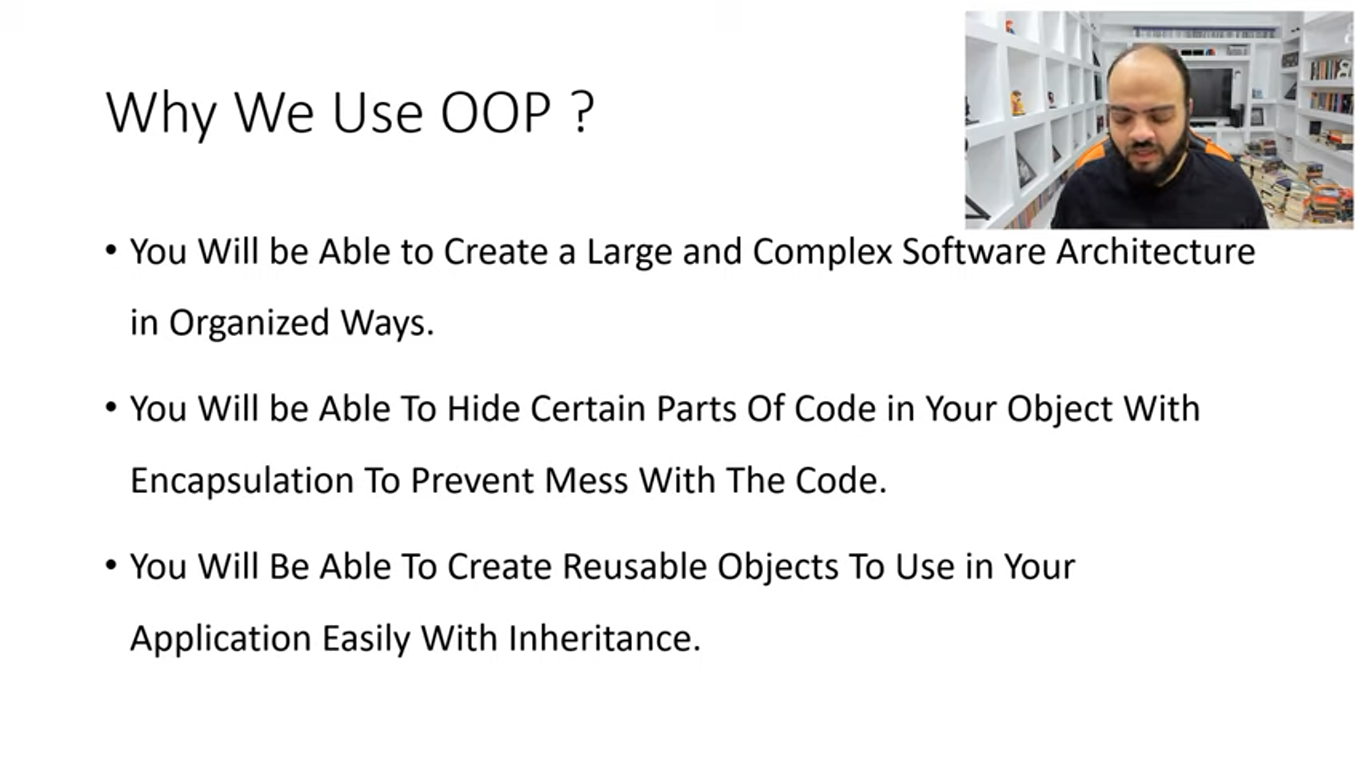 Why We Use OOP ?
• You Will be Able to Create a Large and Complex Software Architecture
in Organized Ways.
• You Will be Able To Hide Certain Parts Of Code in Your Object With
Encapsulation To Prevent Mess With The Code.
• You Will Be Able To Create Reusable Objects To Use in Your
Application Easily With Inheritance.